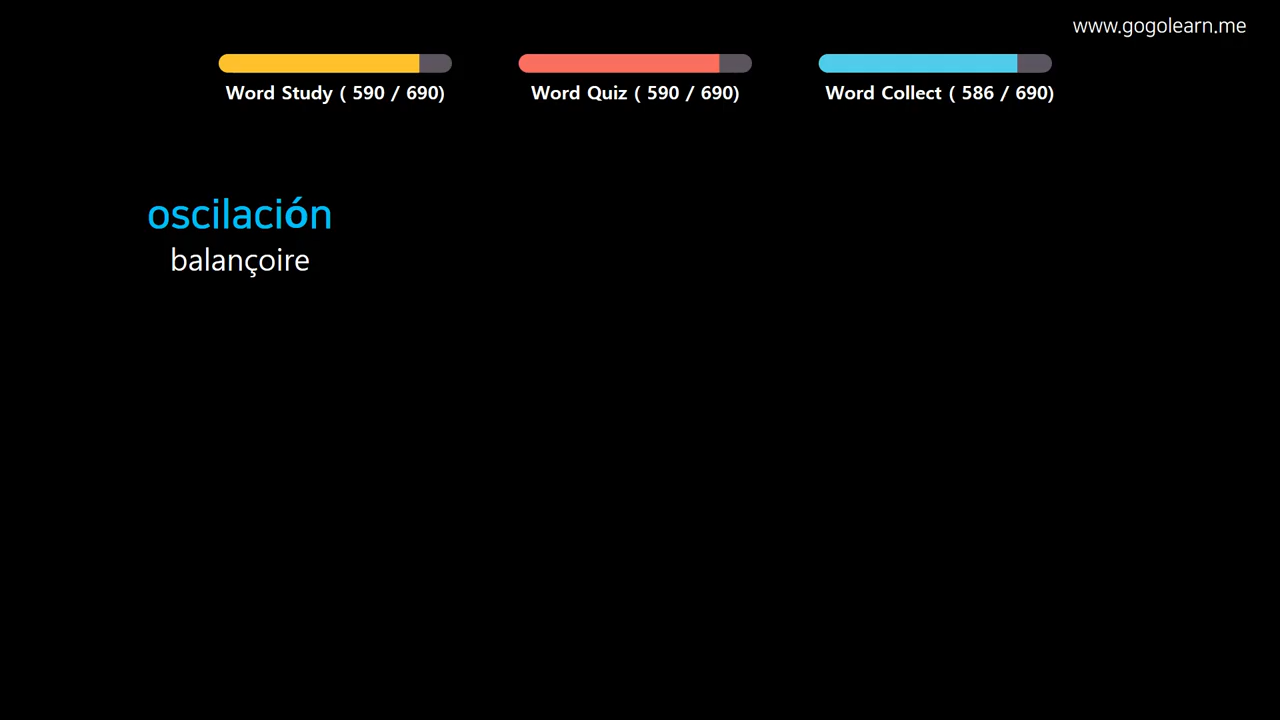 www.gogolearn.me
Word Study ( 590 / 690)
Word Quiz ( 590 / 690)
Word Collect ( 586 / 690)
oscilación
balançoire